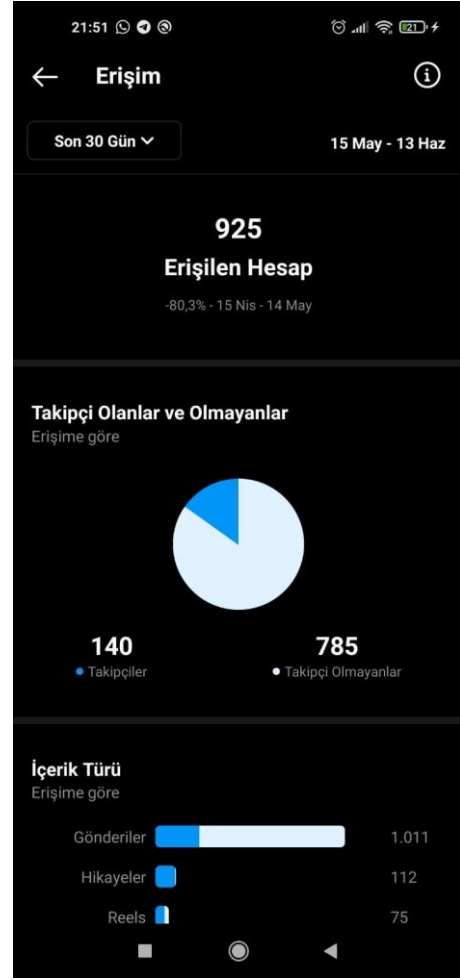 21:51
21
Erişim
Son 30 Gün
15 May - 13 Haz
925
Erişilen Hesap
-80,3% - 15 Nis - 14 May
Takipçi Olanlar ve Olmayanlar
Erişime göre
140
785
Takipçiler
Takipçi Olmayanlar
İçerik Türü
Erişime göre
Gönderiler 1.011
Hikayeler 112
Reels 75